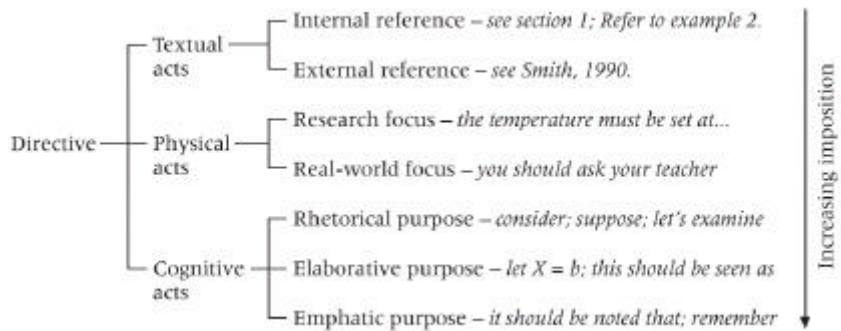 Internal reference – see section 1; Refer to example 2.
Textual acts
External reference – see Smith, 1990.
Research focus – the temperature must be set at...
Directive
Physical acts
Real-world focus – you should ask your teacher
Rhetorical purpose – consider; suppose; let's examine
Cognitive acts
Elaborative purpose – let X = b; this should be seen as
Emphatic purpose – it should be noted that; remember
Increasing imposition